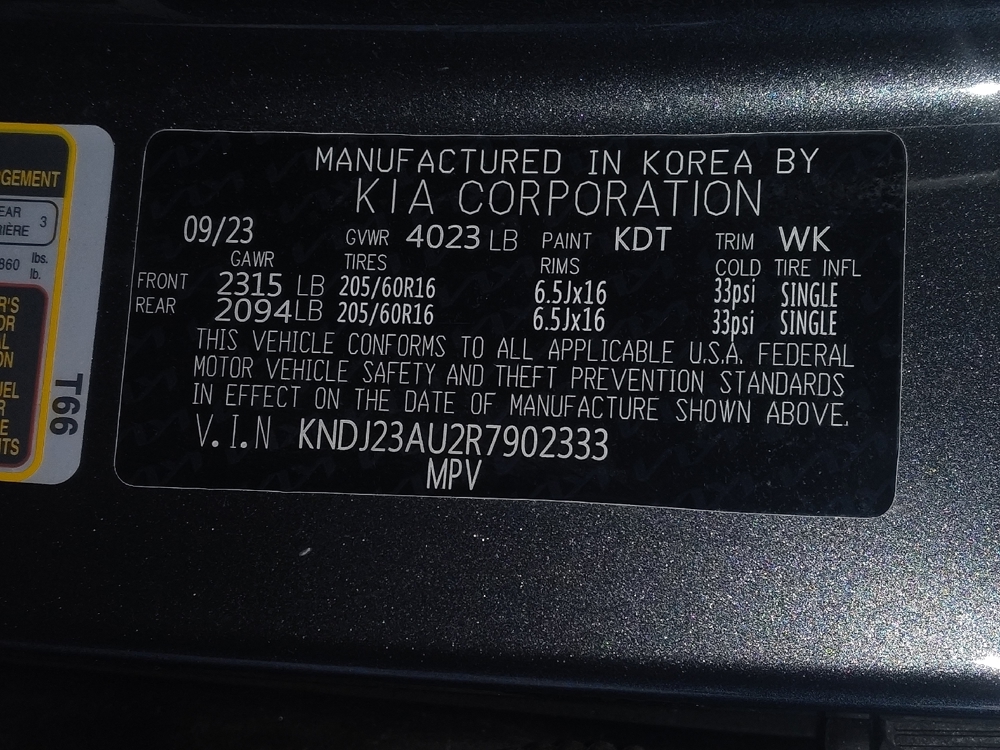 GEMENT
EAR 3
IÈRE
860 lbs.
lb.
T66
MANUFACTURED IN KOREA BY
KIA CORPORATION
09/23 GVWR 4023 LB PAINT KDT TRIM WK
GAWR TIRES RIMS COLD TIRE INFL
FRONT 2315 LB 205/60R16 6.5Jx16 33psi SINGLE
REAR 2094LB 205/60R16 6.5Jx16 33psi SINGLE
THIS VEHICLE CONFORMS TO ALL APPLICABLE U.S.A. FEDERAL
MOTOR VEHICLE SAFETY AND THEFT PREVENTION STANDARDS
IN EFFECT ON THE DATE OF MANUFACTURE SHOWN ABOVE.
V.I.N KNDJ23AU2R7902333
MPV